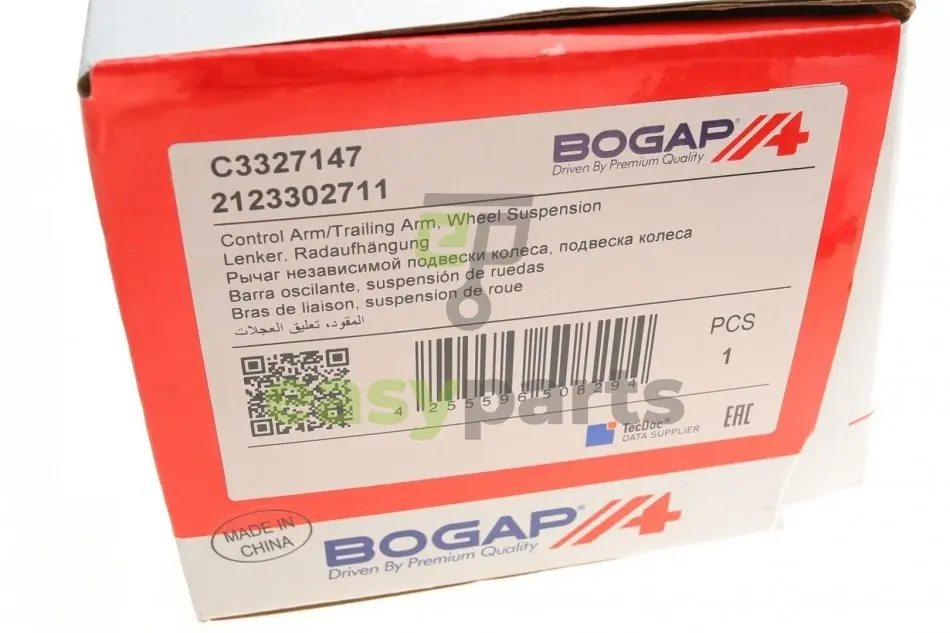 C3327147
2123302711
BOGAP
Driven By Premium Quality
Control Arm/Trailing Arm, Wheel Suspension
Lenker, Radaufhängung
Рычаг независимой подвески колеса, подвеска колеса
Barra oscilante, suspensión de ruedas
Bras de liaison, suspension de roue
المقود، تعليق العجلات
PCS
1
4 255596 508294
easyparts
TecDoc
DATA SUPPLIER
EAC
MADE IN
CHINA
BOGAP
Driven By Premium Quality